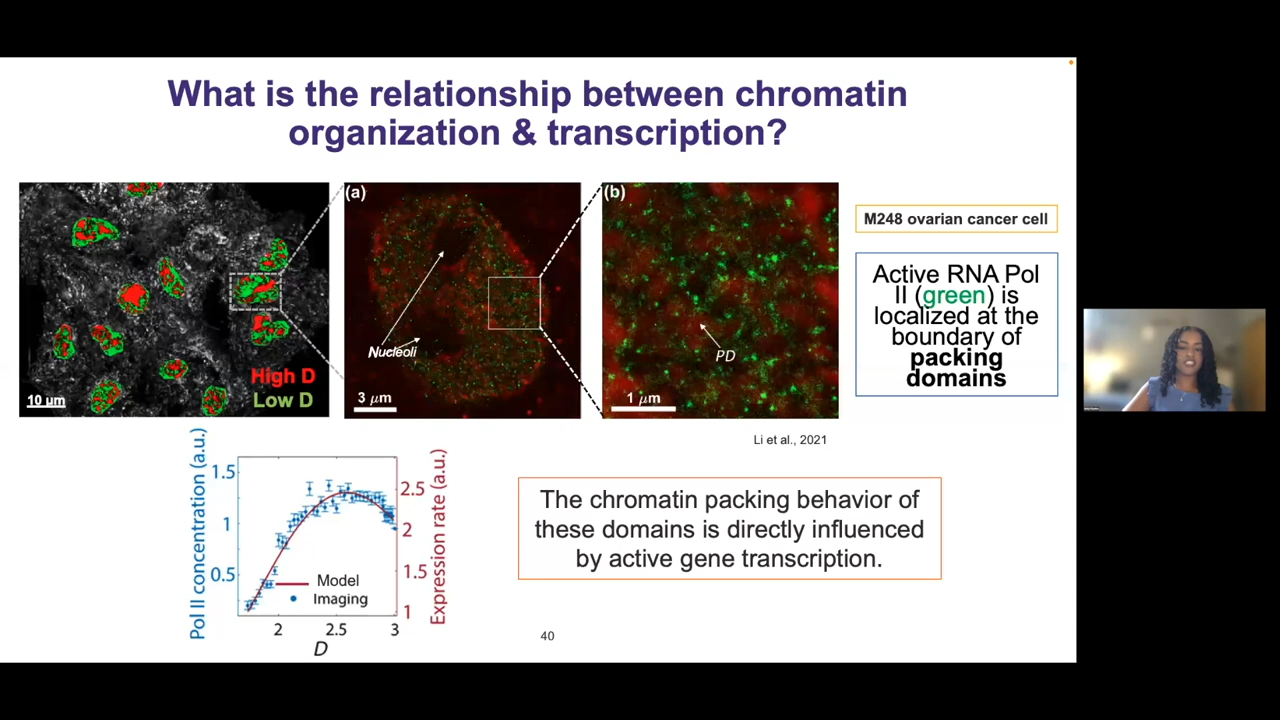 What is the relationship between chromatin
organization & transcription?
High D
Low D
10 um
(a)
Nucleoli
3 μm
(b)
PD
1 μm
M248 ovarian cancer cell
Active RNA Pol
II (green) is
localized at the
boundary of
packing
domains
Li et al., 2021
Pol II concentration (a.u.)
1.5
1
0.5
Model
Imaging
2
2.5
3
D
2.5
2
1.5
1
Expression rate (a.u.)
The chromatin packing behavior of
these domains is directly influenced
by active gene transcription.
40